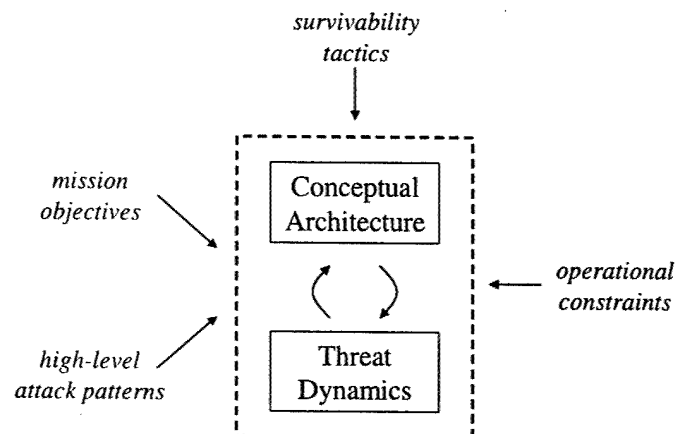 survivability
tactics
mission
objectives
Conceptual
Architecture
operational
constraints
high-level
attack patterns
Threat
Dynamics